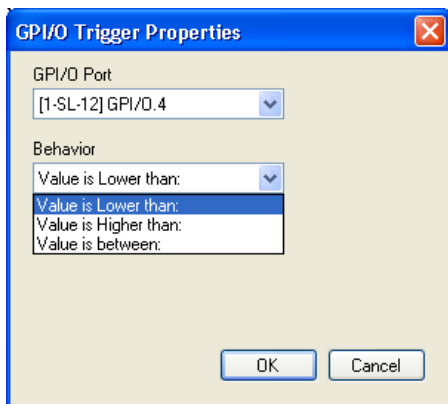 GPI/O Trigger Properties
GPI/O Port
[1-SL-12] GPI/O.4
Behavior
Value is Lower than:
Value is Lower than:
Value is Higher than:
Value is between:
OK Cancel